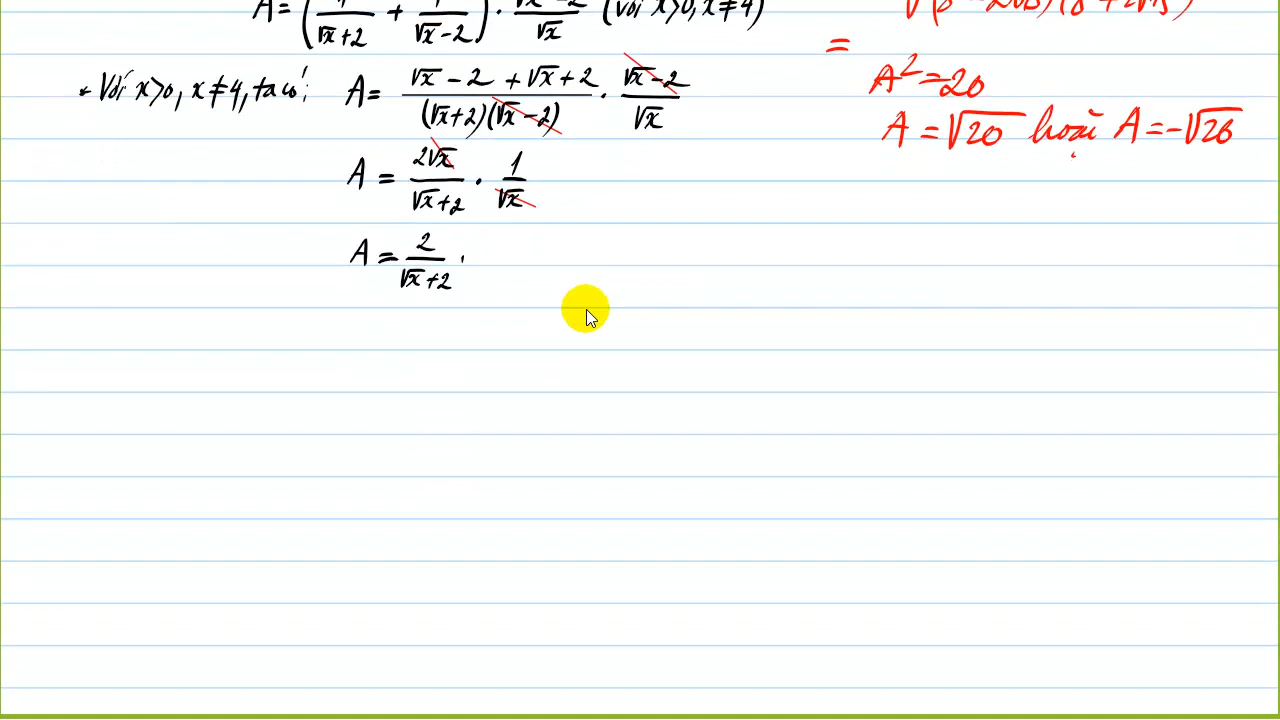 A = (1/(√x+2) + 1/(√x−2)) · (√x−2)/√x (Với x>0, x≠4)
- Với x>0, x≠4, ta có: A = (√x − 2 + √x + 2)/((√x+2)(√x−2)) · (√x−2)/√x
A = 2√x/(√x+2) · 1/√x
A = 2/(√x+2) .
=
A² = 20
A = √20 hoặc A = −√20